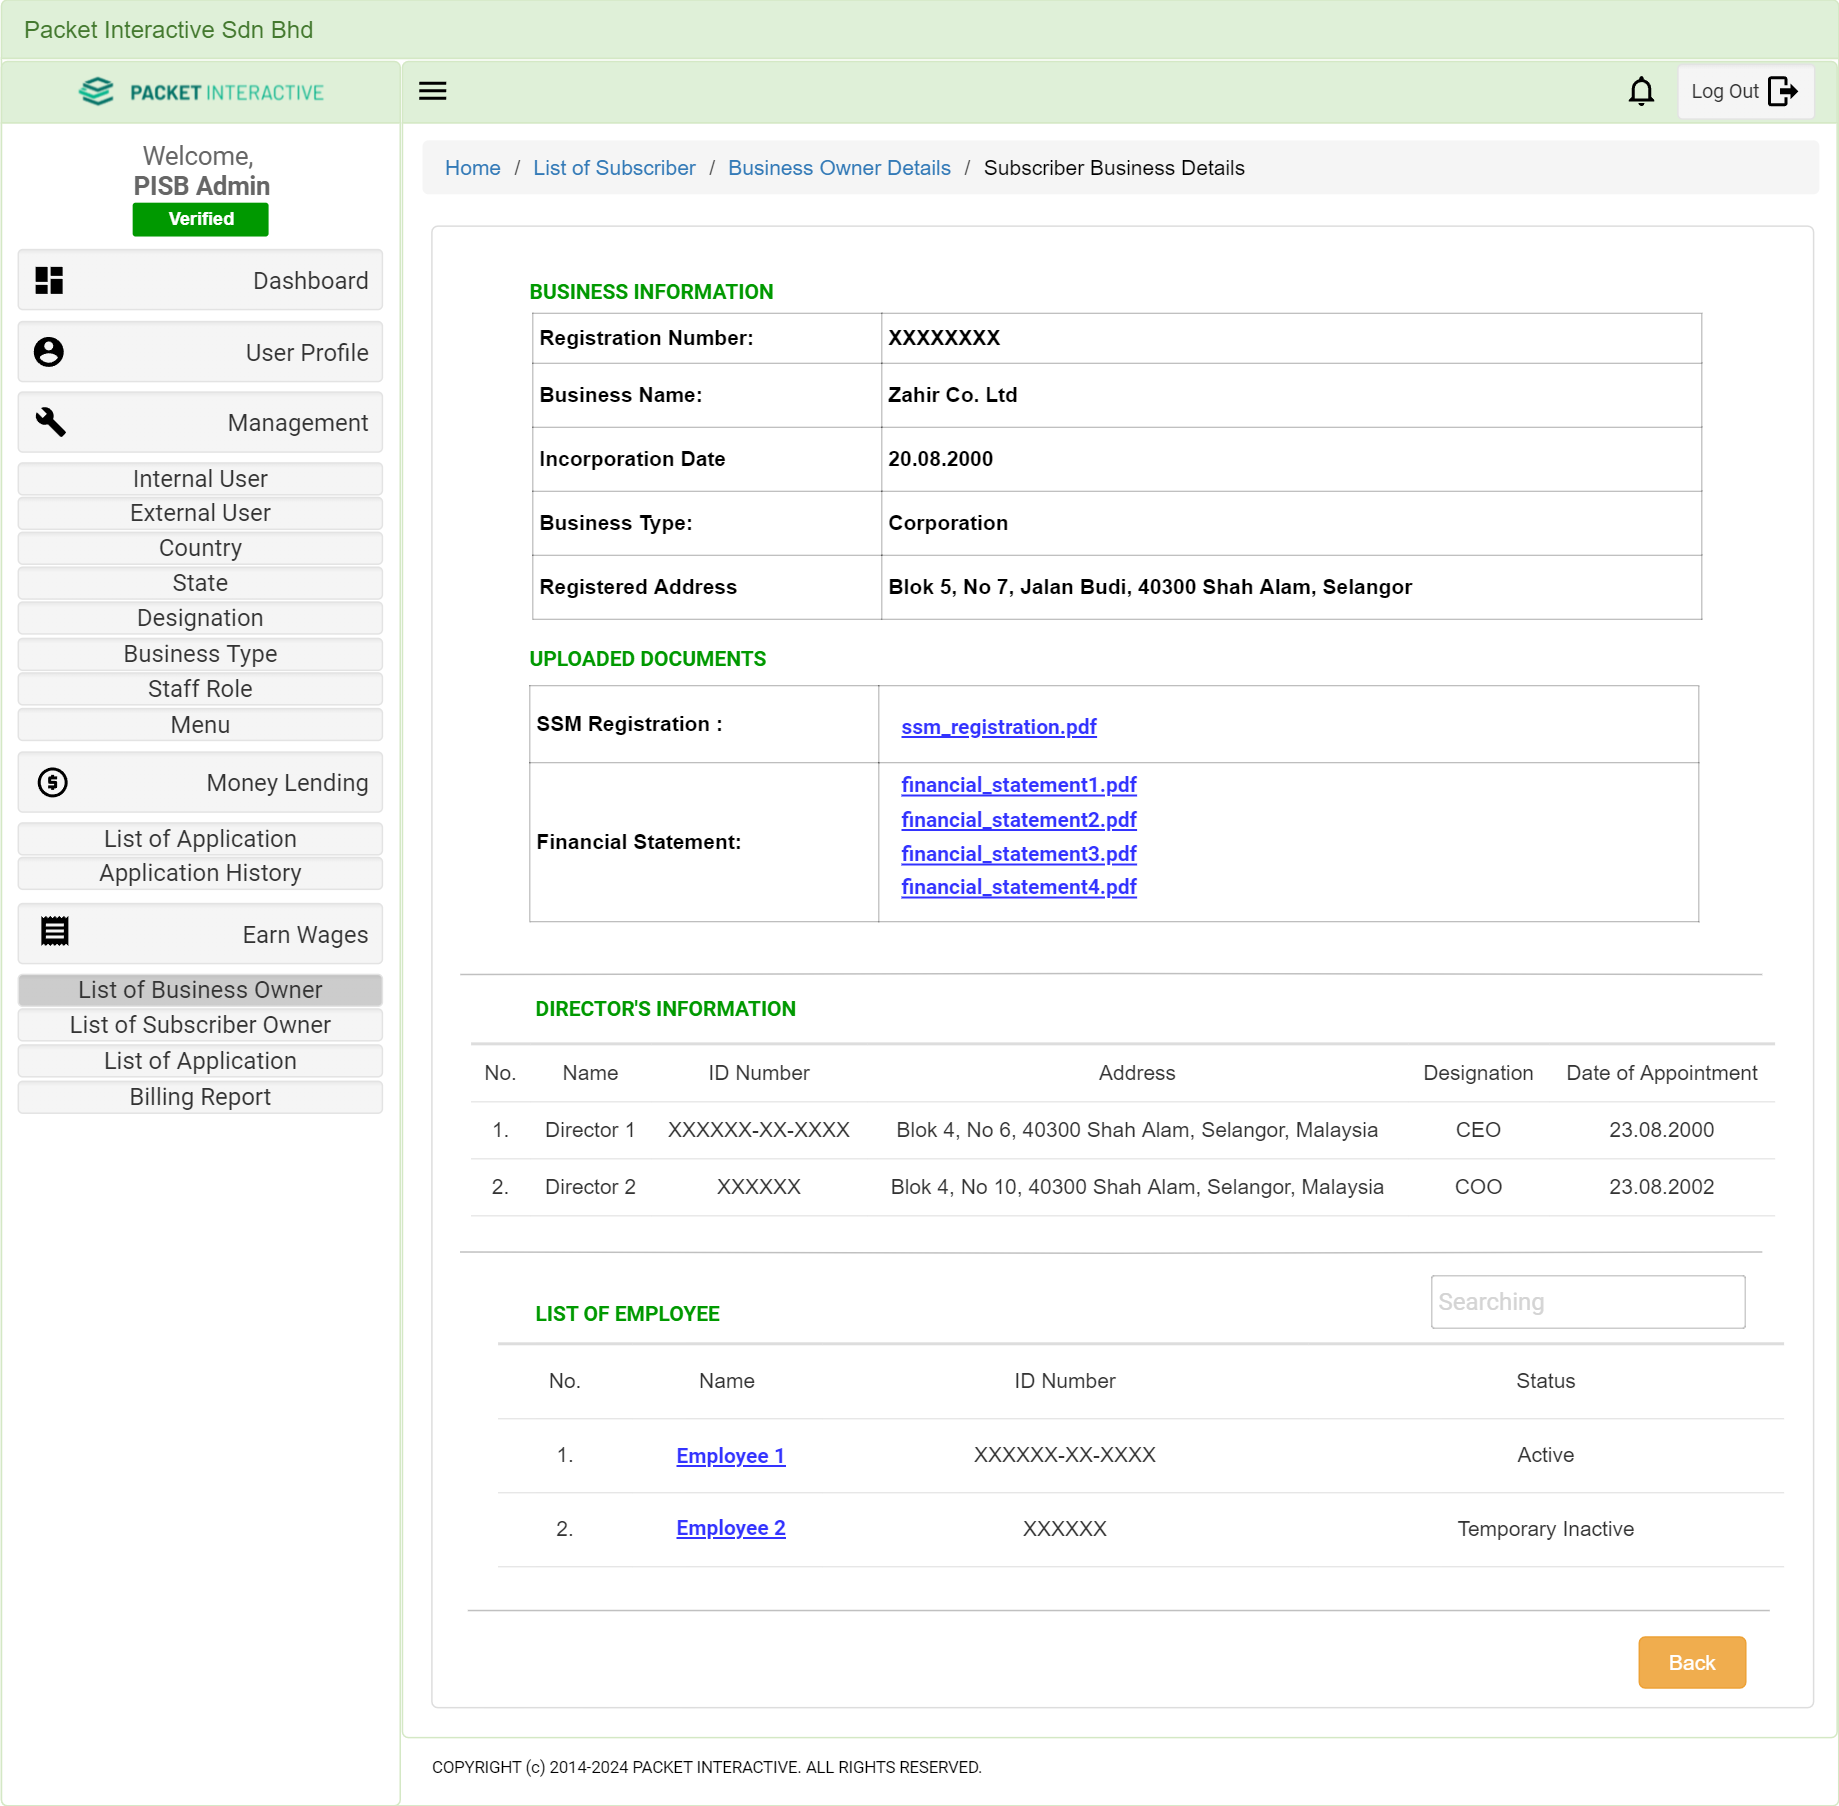 Packet Interactive Sdn Bhd
PACKET INTERACTIVE
Log Out
Welcome,
PISB Admin
Verified
Dashboard
User Profile
Management
Internal User
External User
Country
State
Designation
Business Type
Staff Role
Menu
Money Lending
List of Application
Application History
Earn Wages
List of Business Owner
List of Subscriber Owner
List of Application
Billing Report
Home / List of Subscriber / Business Owner Details / Subscriber Business Details
BUSINESS INFORMATION
Registration Number: XXXXXXXX
Business Name: Zahir Co. Ltd
Incorporation Date 20.08.2000
Business Type: Corporation
Registered Address Blok 5, No 7, Jalan Budi, 40300 Shah Alam, Selangor
UPLOADED DOCUMENTS
SSM Registration : ssm_registration.pdf
Financial Statement:
financial_statement1.pdf
financial_statement2.pdf
financial_statement3.pdf
financial_statement4.pdf
DIRECTOR'S INFORMATION
No. Name ID Number Address Designation Date of Appointment
1. Director 1 XXXXXX-XX-XXXX Blok 4, No 6, 40300 Shah Alam, Selangor, Malaysia CEO 23.08.2000
2. Director 2 XXXXXX Blok 4, No 10, 40300 Shah Alam, Selangor, Malaysia COO 23.08.2002
LIST OF EMPLOYEE
Searching
No. Name ID Number Status
1. Employee 1 XXXXXX-XX-XXXX Active
2. Employee 2 XXXXXX Temporary Inactive
Back
COPYRIGHT (c) 2014-2024 PACKET INTERACTIVE. ALL RIGHTS RESERVED.